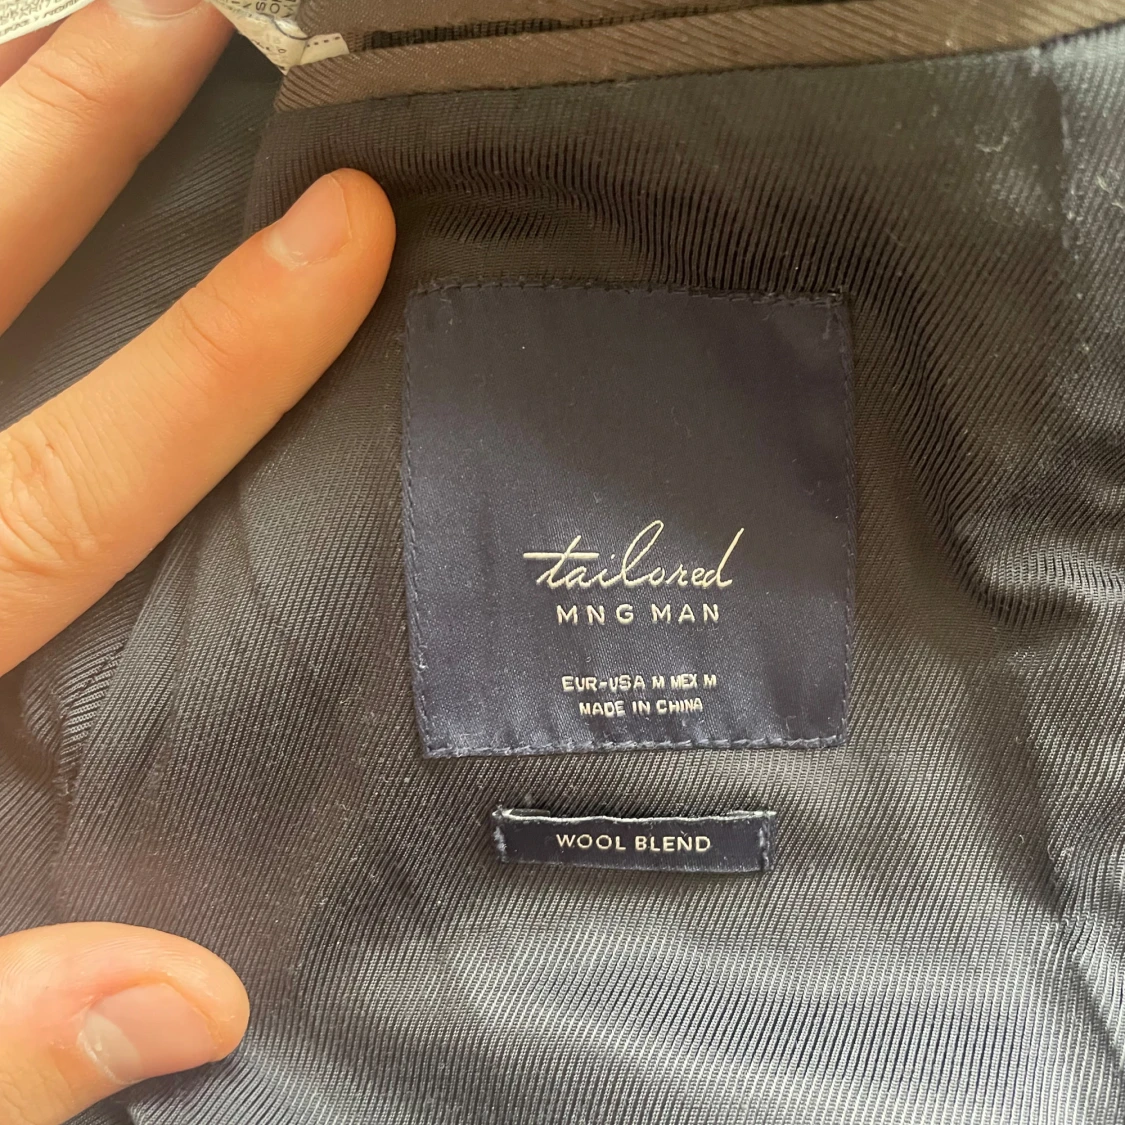 tailored
MNG MAN
EUR-USA M MEX M
MADE IN CHINA
WOOL BLEND